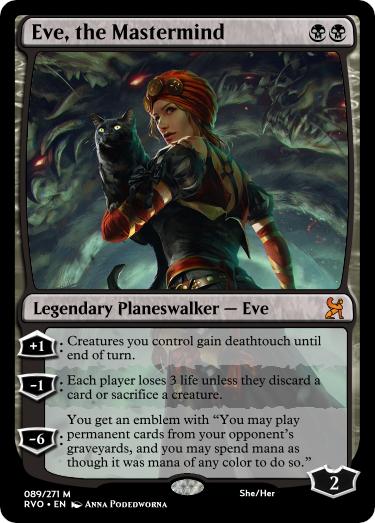 Eve, the Mastermind
Legendary Planeswalker — Eve
+1: Creatures you control gain deathtouch until
end of turn.
-1: Each player loses 3 life unless they discard a
card or sacrifice a creature.
You get an emblem with “You may play
permanent cards from your opponent’s
-6: graveyards, and you may spend mana as
though it was mana of any color to do so.”
089/271 M
She/Her
2
RVO • EN Anna Podedworna